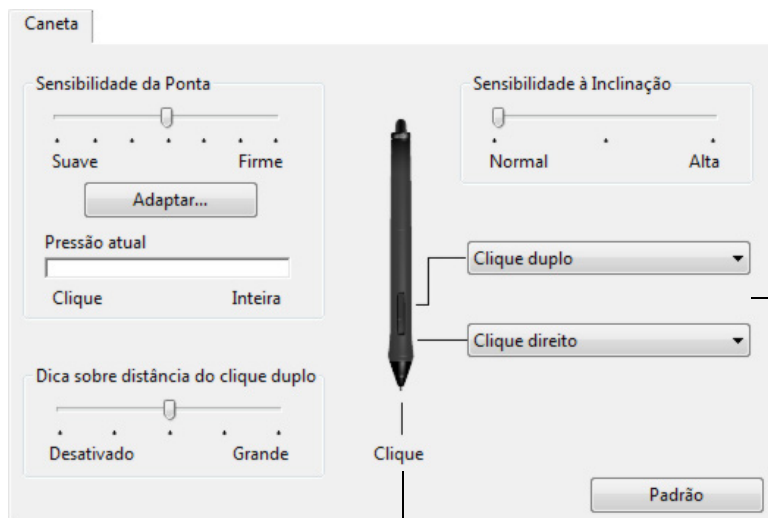 Caneta
Sensibilidade da Ponta
Suave Firme
Adaptar...
Pressão atual
Clique Inteira
Dica sobre distância do clique duplo
Desativado Grande
Sensibilidade à Inclinação
Normal Alta
Clique duplo
Clique direito
Clique
Padrão